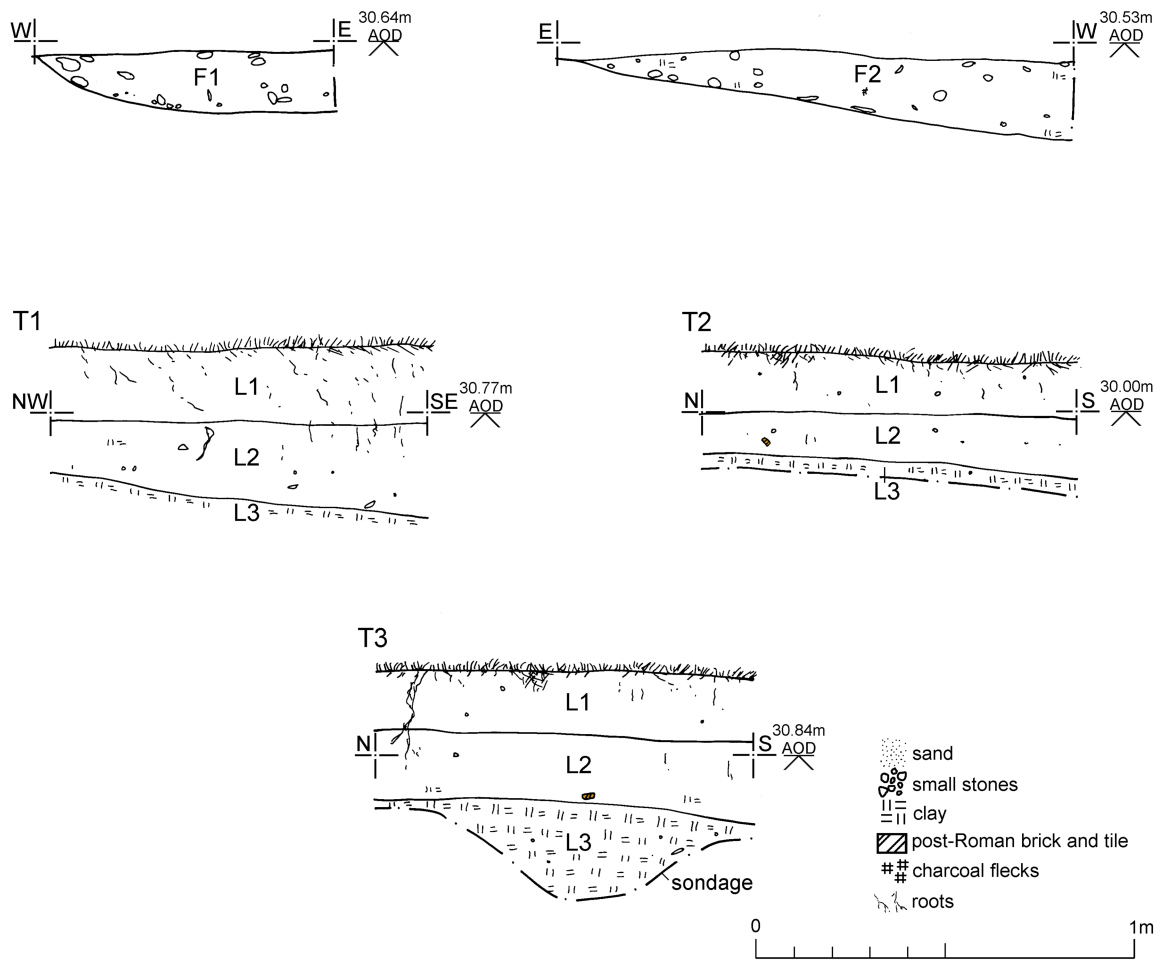 W
E
30.64m
AOD
F1
E
W
30.53m
AOD
F2
T1
L1
NW
SE
30.77m
AOD
L2
L3
T2
L1
N
S
30.00m
AOD
L2
L3
T3
L1
N
S
30.84m
AOD
L2
L3
sondage
sand
small stones
clay
post-Roman brick and tile
charcoal flecks
roots
0
1m